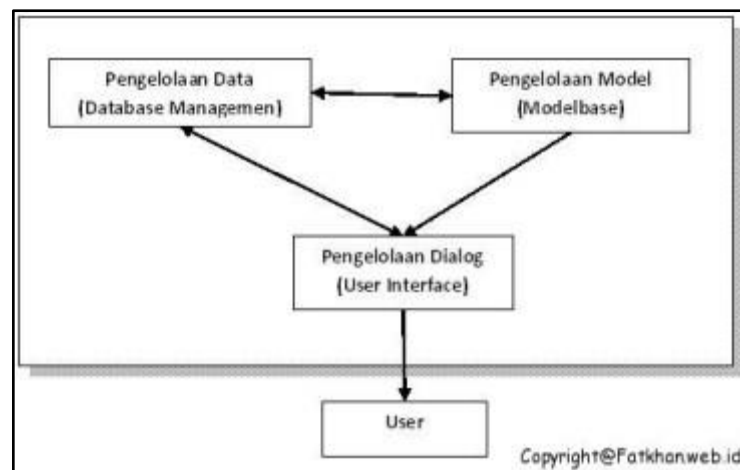 Pengelolaan Data
(Database Managemen)
Pengelolaan Model
(Modelbase)
Pengelolaan Dialog
(User Interface)
User
Copyright@Fatkhanweb.id